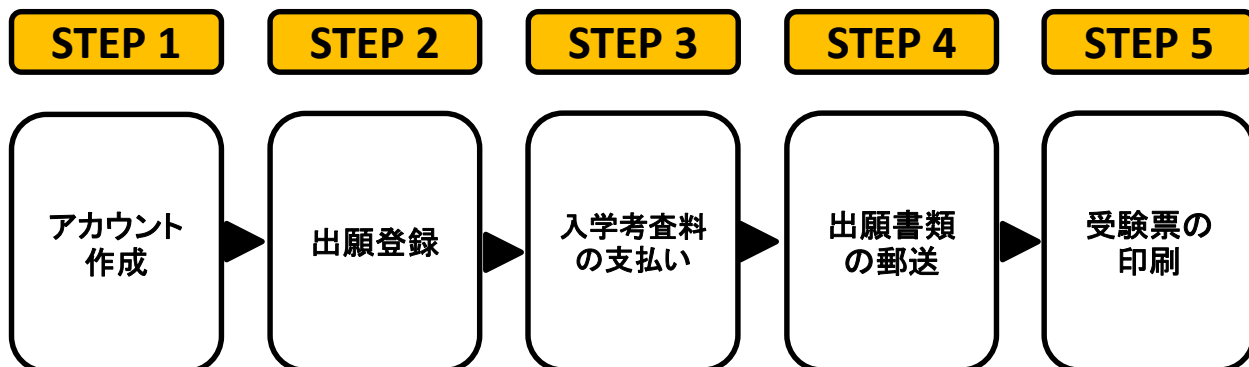 STEP 1
STEP 2
STEP 3
STEP 4
STEP 5
アカウント
作成
出願登録
入学考査料
の支払い
出願書類
の郵送
受験票の
印刷